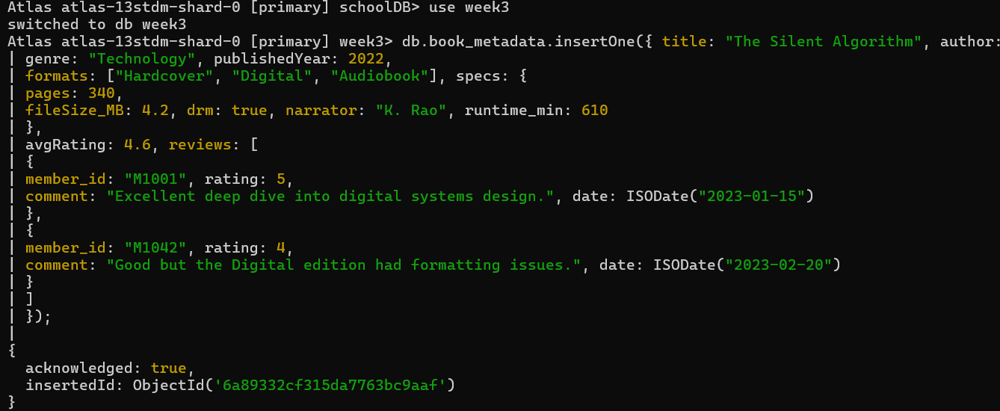 Atlas atlas-13stdm-shard-0 [primary] schoolDB> use week3
switched to db week3
Atlas atlas-13stdm-shard-0 [primary] week3> db.book_metadata.insertOne({ title: "The Silent Algorithm", author:
| genre: "Technology", publishedYear: 2022,
| formats: ["Hardcover", "Digital", "Audiobook"], specs: {
| pages: 340,
| fileSize_MB: 4.2, drm: true, narrator: "K. Rao", runtime_min: 610
| },
| avgRating: 4.6, reviews: [
| {
| member_id: "M1001", rating: 5,
| comment: "Excellent deep dive into digital systems design.", date: ISODate("2023-01-15")
| },
| {
| member_id: "M1042", rating: 4,
| comment: "Good but the Digital edition had formatting issues.", date: ISODate("2023-02-20")
| }
| ]
| });
|
{
  acknowledged: true,
  insertedId: ObjectId('6a89332cf315da7763bc9aaf')
}